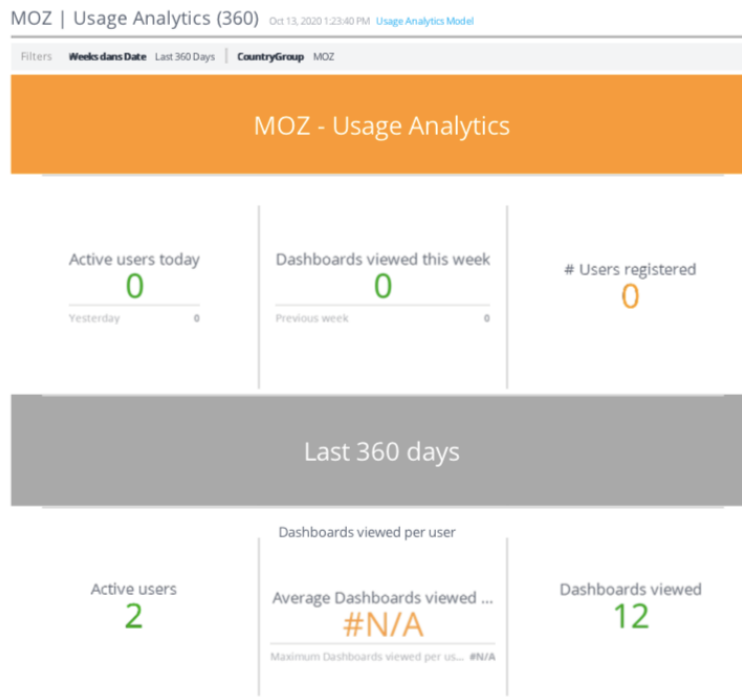 MOZ | Usage Analytics (360) Oct 13, 2020 1:23:40 PM Usage Analytics Model
Filters Weeks dans Date Last 360 Days CountryGroup MOZ
MOZ - Usage Analytics
Active users today
0
Yesterday 0
Dashboards viewed this week
0
Previous week 0
# Users registered
0
Last 360 days
Active users
2
Dashboards viewed per user
Average Dashboards viewed ...
#N/A
Maximum Dashboards viewed per us... #N/A
Dashboards viewed
12